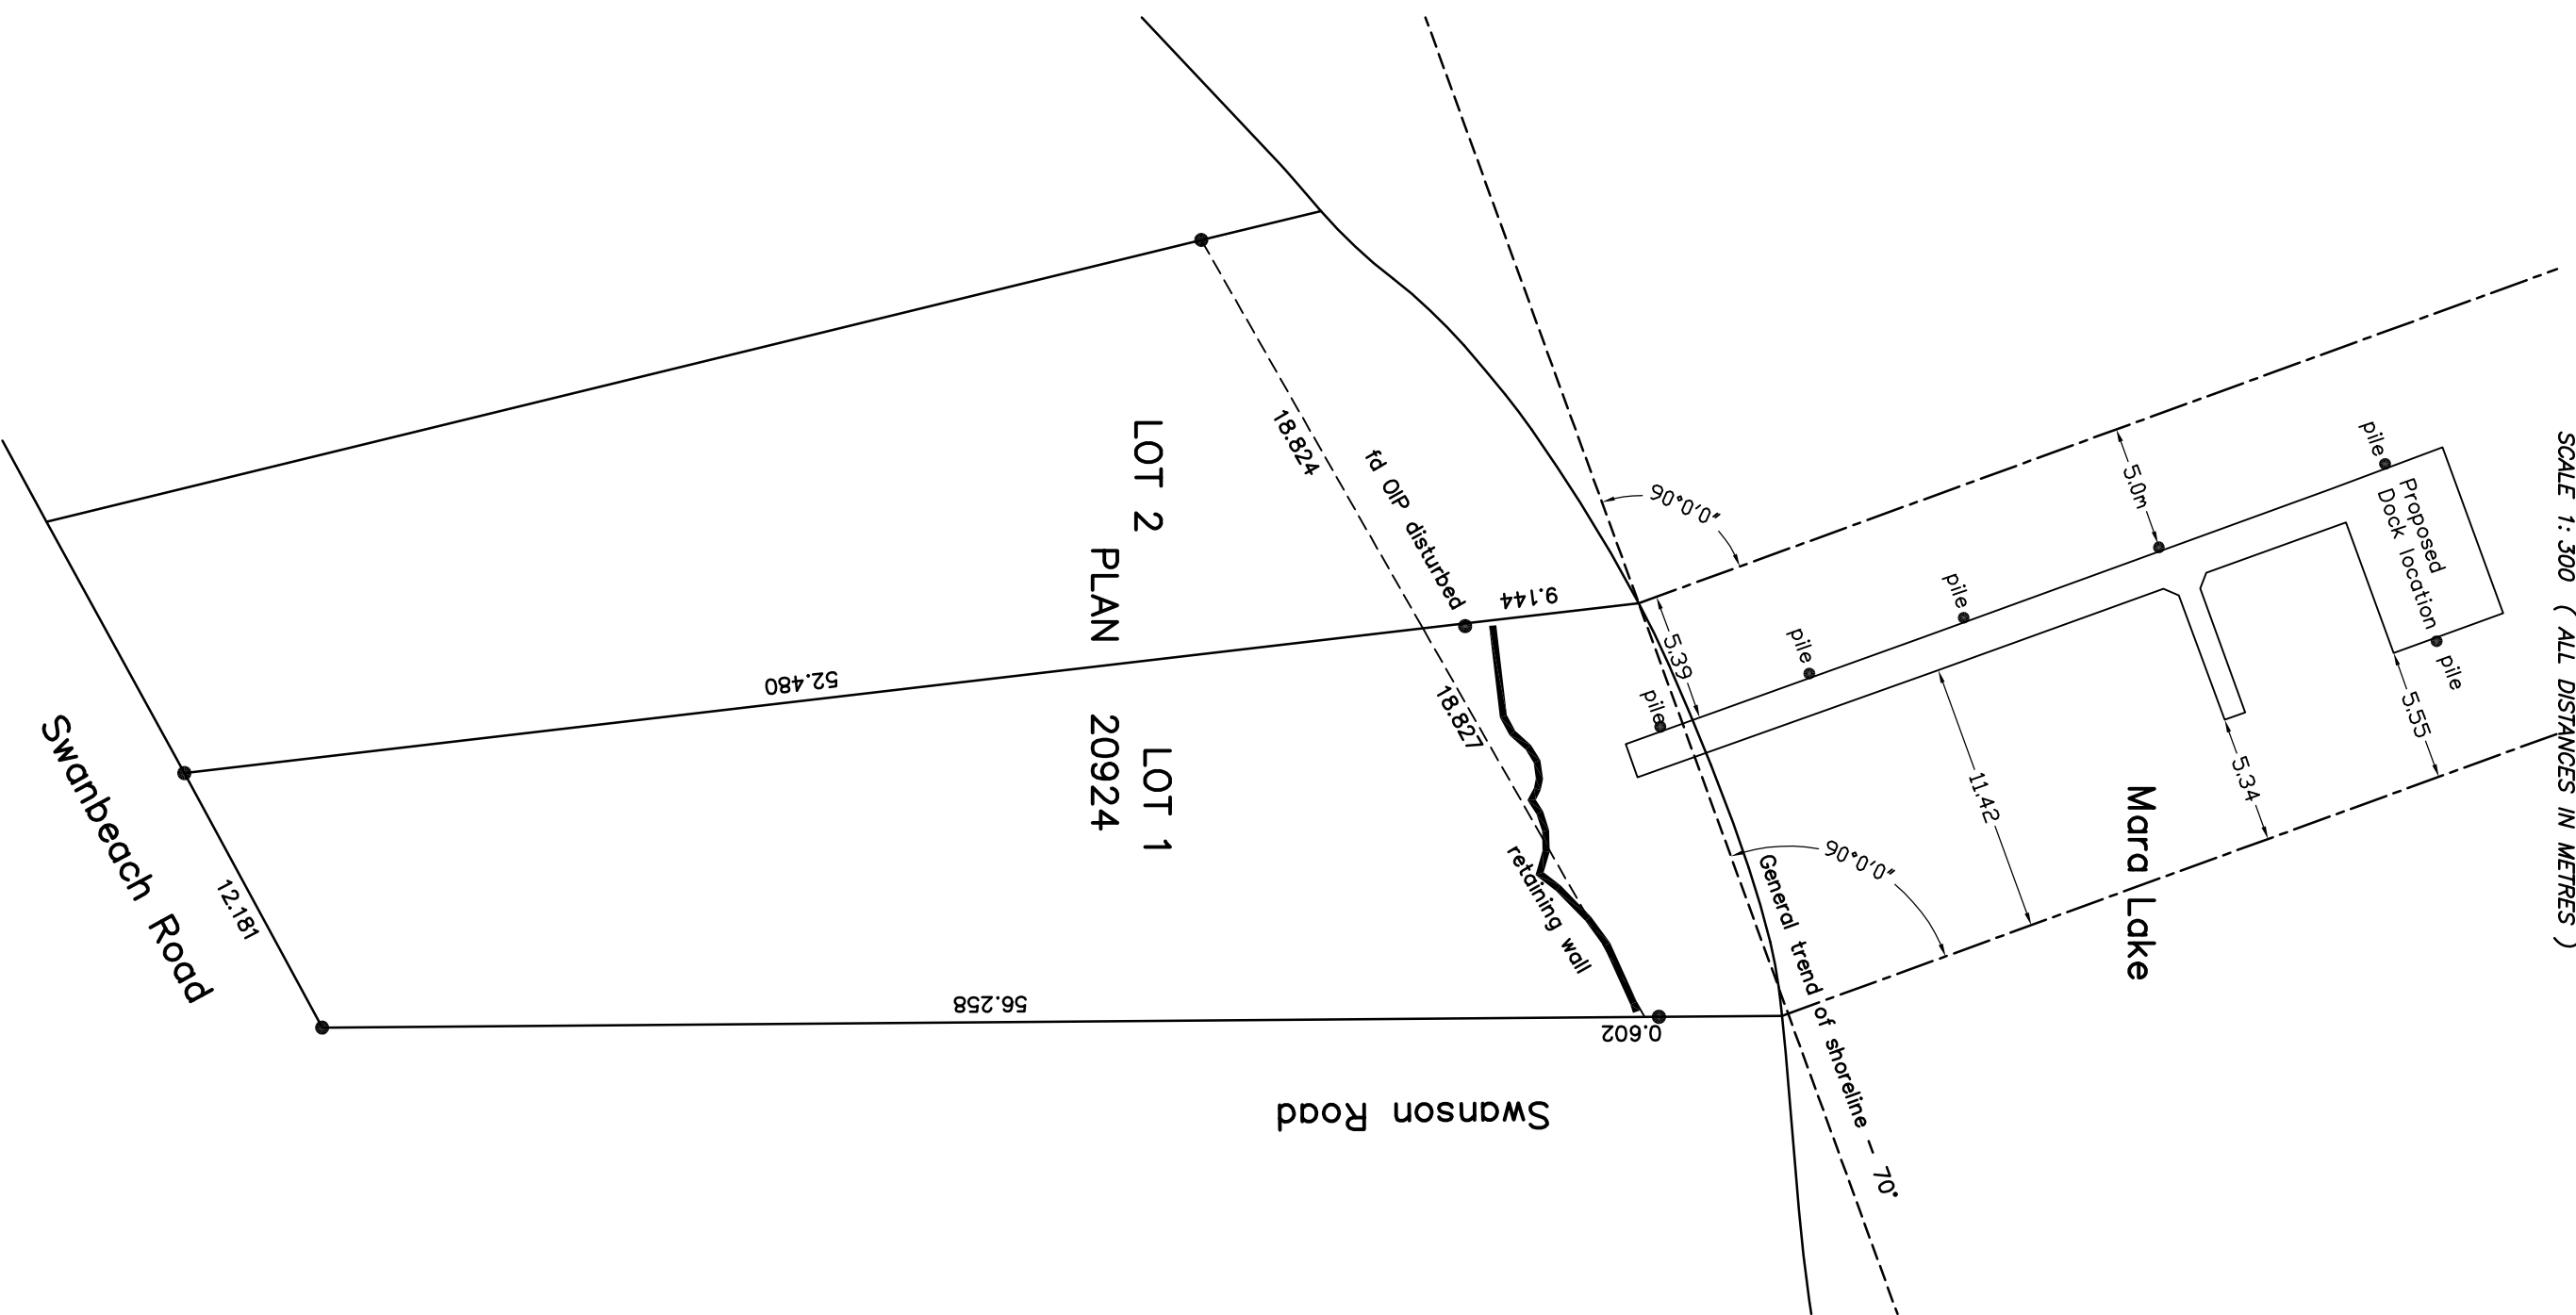 SCALE 1: 300 ( ALL DISTANCES IN METRES )
pile
Proposed
Dock location
pile
5.0m
5.55
pile
5.34
Mara Lake
pile
11.42
90°0'0"
90°0'0"
5.39
pile
General trend of shoreline - 70°
9.144
fd OIP disturbed
18.824
18.827
retaining wall
0.602
Swanson Road
LOT 2
LOT 1
PLAN 20924
52.480
56.258
12.181
Swanbeach Road